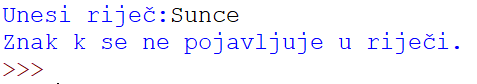 Unesi riječ:Sunce
Znak k se ne pojavljuje u riječi.
>>>